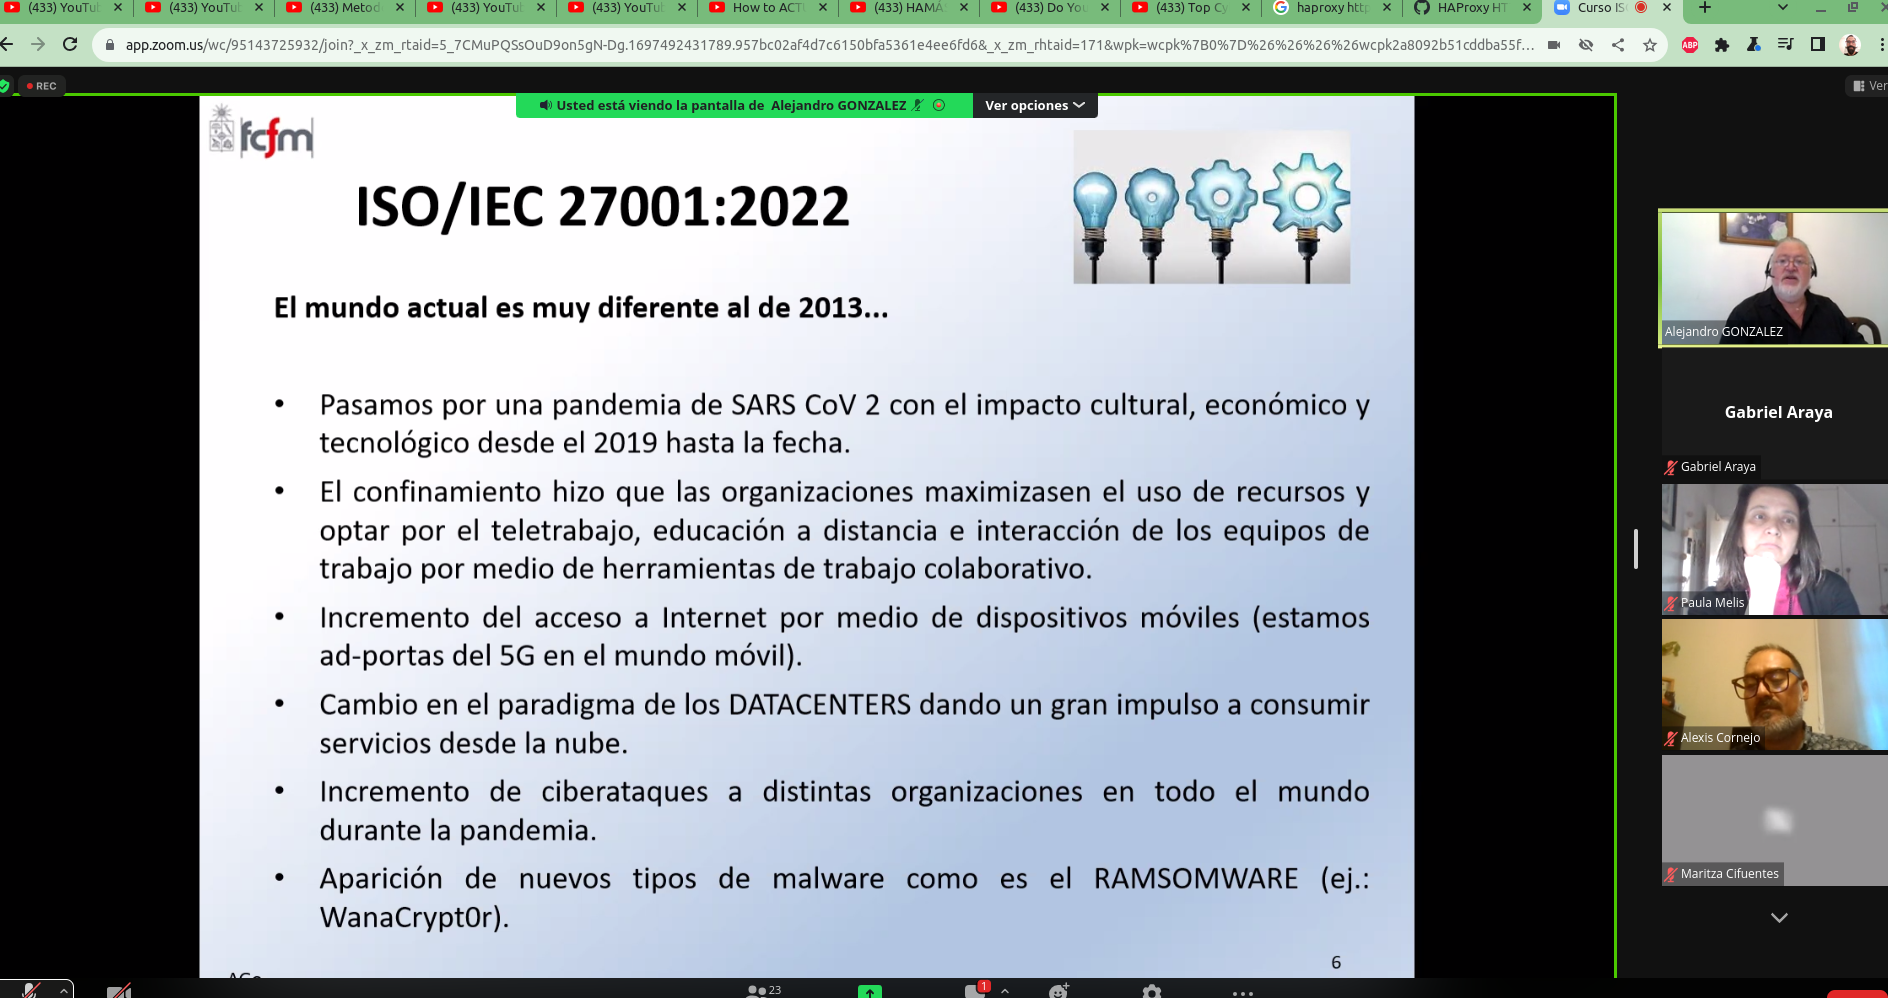 (433) YouTu
(433) YouTu
(433) Metod
(433) YouTu
(433) YouTu
How to ACT
(433) HAMÁ
(433) Do You
(433) Top Cy
haproxy http
HAProxy HT
Curso IS
app.zoom.us/wc/95143725932/join?_x_zm_rtaid=5_7CMuPQSsOuD9on5gN-Dg.1697492431789.957bc02af4d7c6150bfa5361e4ee6fd6&_x_zm_rhtaid=171&wpk=wcpk%7B0%7D%26%26%26%26wcpk2a8092b51cddba55f...
ABP
REC
Usted está viendo la pantalla de Alejandro GONZALEZ
Ver opciones
Ver
fcfm
ISO/IEC 27001:2022
El mundo actual es muy diferente al de 2013...
• Pasamos por una pandemia de SARS CoV 2 con el impacto cultural, económico y
tecnológico desde el 2019 hasta la fecha.
• El confinamiento hizo que las organizaciones maximizasen el uso de recursos y
optar por el teletrabajo, educación a distancia e interacción de los equipos de
trabajo por medio de herramientas de trabajo colaborativo.
• Incremento del acceso a Internet por medio de dispositivos móviles (estamos
ad-portas del 5G en el mundo móvil).
• Cambio en el paradigma de los DATACENTERS dando un gran impulso a consumir
servicios desde la nube.
• Incremento de ciberataques a distintas organizaciones en todo el mundo
durante la pandemia.
• Aparición de nuevos tipos de malware como es el RAMSOMWARE (ej.:
WanaCrypt0r).
6
Alejandro GONZALEZ
Gabriel Araya
Gabriel Araya
Paula Melis
Alexis Cornejo
Maritza Cifuentes
23
1